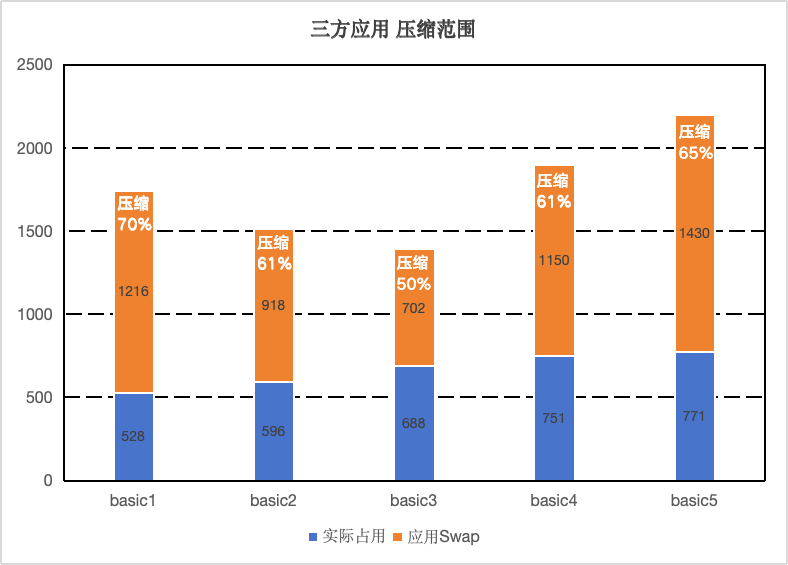 三方应用 压缩范围
2500
2000
1500
1000
500
0
压缩
70%
1216
528
压缩
61%
918
596
压缩
50%
702
688
压缩
61%
1150
751
压缩
65%
1430
771
basic1
basic2
basic3
basic4
basic5
实际占用
应用Swap